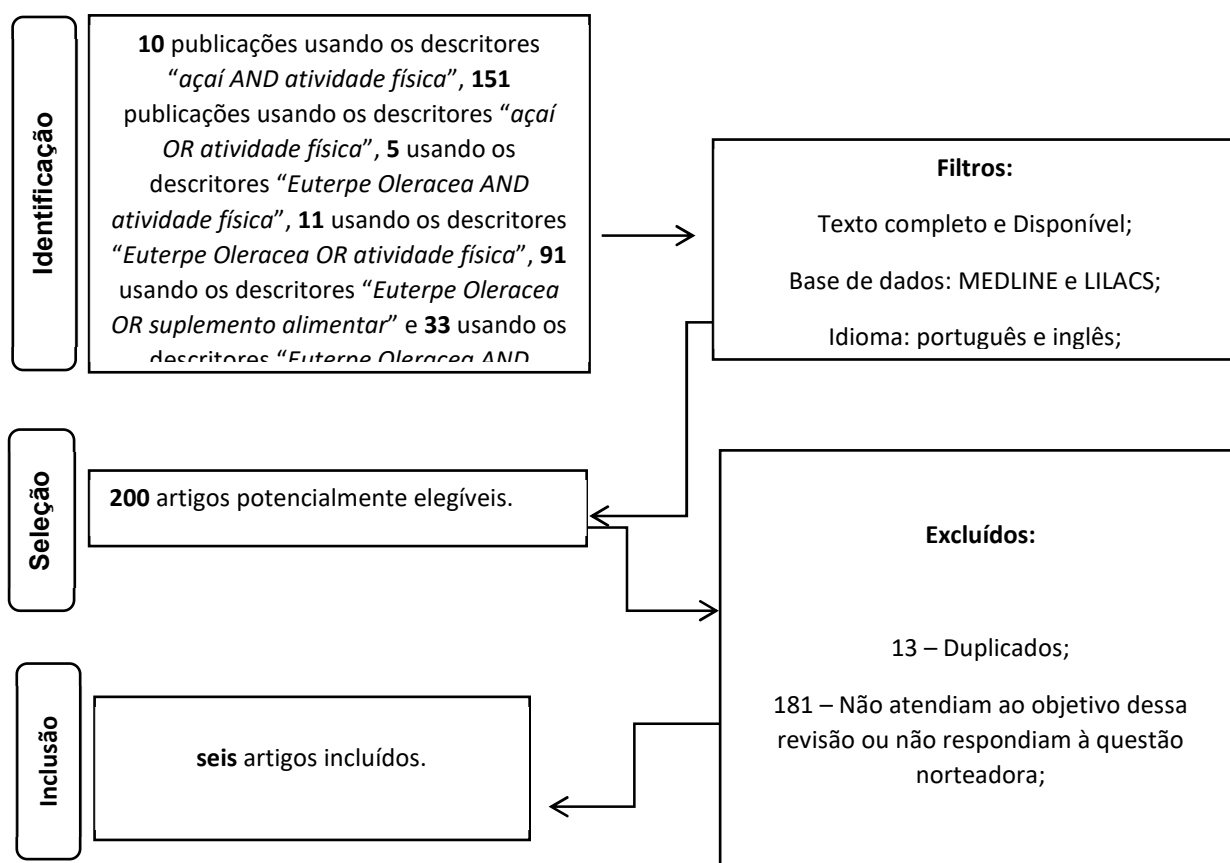 Identificação
10 publicações usando os descritores
“açaí AND atividade física”, 151
publicações usando os descritores “açaí
OR atividade física”, 5 usando os
descritores “Euterpe Oleracea AND
atividade física”, 11 usando os descritores
“Euterpe Oleracea OR atividade física”, 91
usando os descritores “Euterpe Oleracea
OR suplemento alimentar” e 33 usando os
descritores “Euterpe Oleracea AND
Filtros:
Texto completo e Disponível;
Base de dados: MEDLINE e LILACS;
Idioma: português e inglês;
Seleção
200 artigos potencialmente elegíveis.
Excluídos:
13 – Duplicados;
181 – Não atendiam ao objetivo dessa
revisão ou não respondiam à questão
norteadora;
Inclusão
seis artigos incluídos.